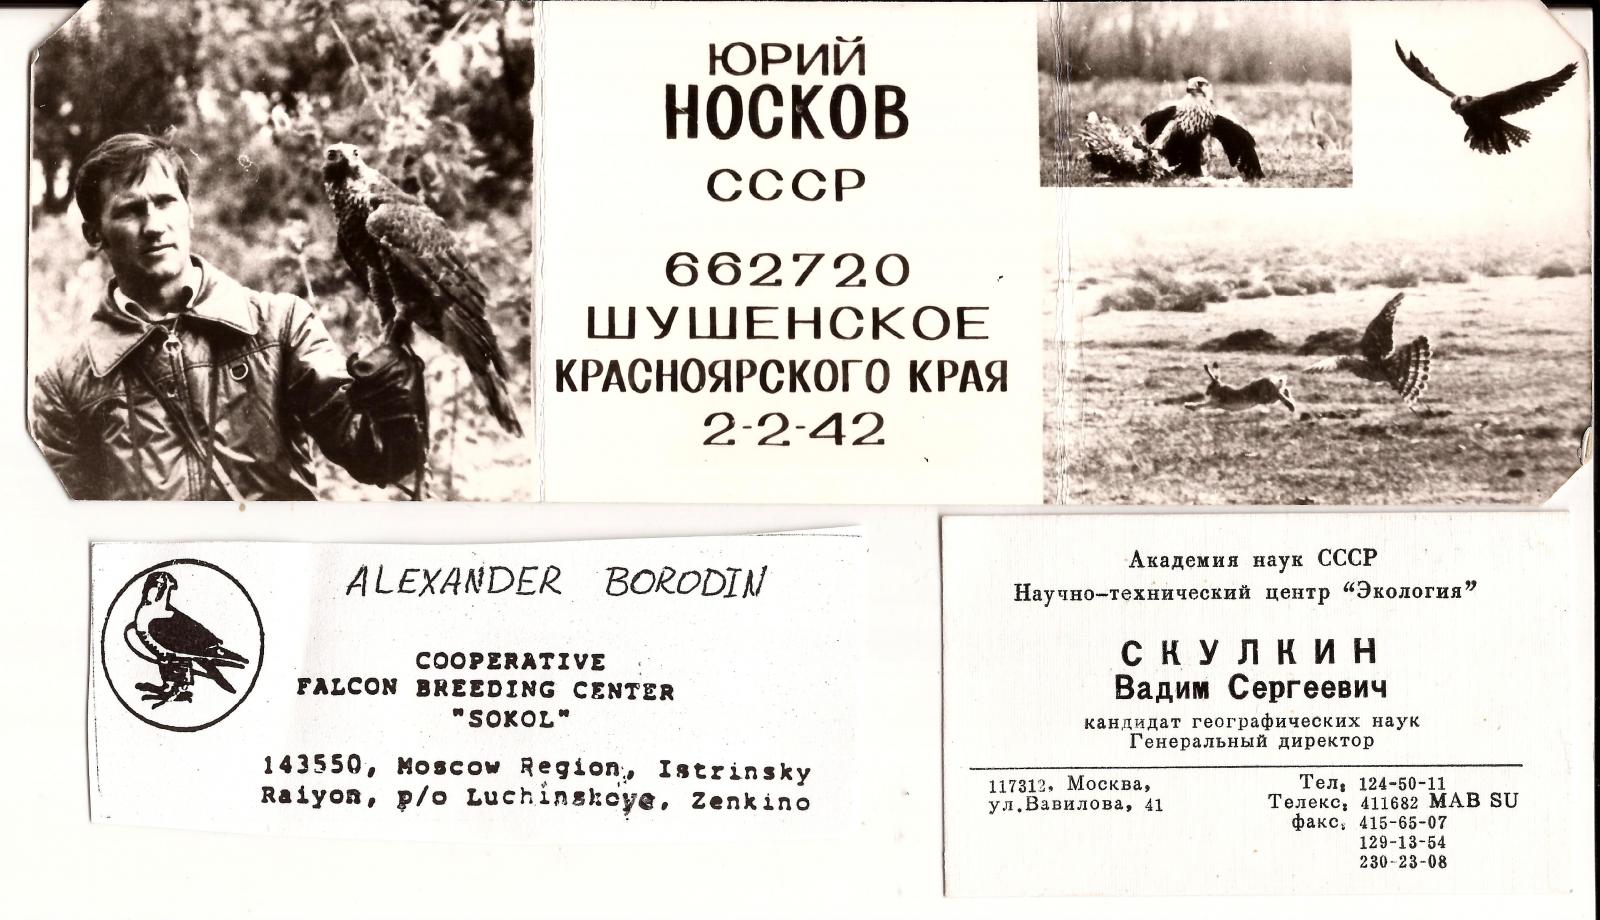 ЮРИЙ
НОСКОВ
СССР
662720
ШУШЕНСКОЕ
КРАСНОЯРСКОГО КРАЯ
2-2-42
ALEXANDER BORODIN
COOPERATIVE
FALCON BREEDING CENTER
"SOKOL"
143550, Moscow Region, Istrinsky
Raiyon, p/o Luchinskoye, Zenkino
Академия наук СССР
Научно-технический центр “Экология”
СКУЛКИН
Вадим Сергеевич
кандидат географических наук
Генеральный директор
117312, Москва,
ул.Вавилова, 41
Тел, 124-50-11
Телекс, 411682 MAB SU
факс, 415-65-07
129-13-54
230-23-08